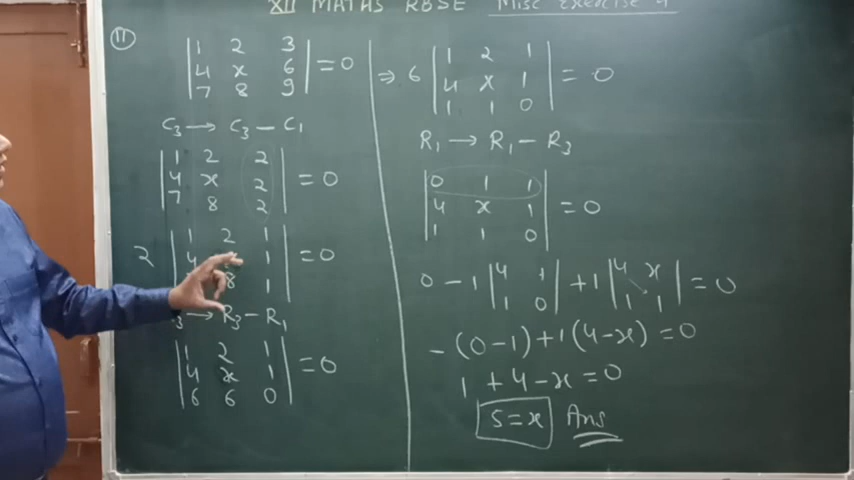 XII MATHS RBSE Misc Exercise 4
(11)
| 1 2 3 |
| 4 x 6 | = 0
| 7 8 9 |
C₃ → C₃ − C₁
| 1 2 2 |
| 4 x 2 | = 0
| 7 8 2 |
2 | 1 2 1 |
| 4 1 | = 0
| 8 1 |
₃ → R₃ − R₁
| 1 2 1 |
| 4 x 1 | = 0
| 6 6 0 |
⇒ 6 | 1 2 1 |
| 4 x 1 | = 0
| 1 1 0 |
R₁ → R₁ − R₃
| 0 1 1 |
| 4 x 1 | = 0
| 1 1 0 |
0 − 1 | 4 1 | + 1 | 4 x | = 0
| 1 0 | | 1 1 |
− (0 − 1) + 1 (4 − x) = 0
1 + 4 − x = 0
5 = x Ans